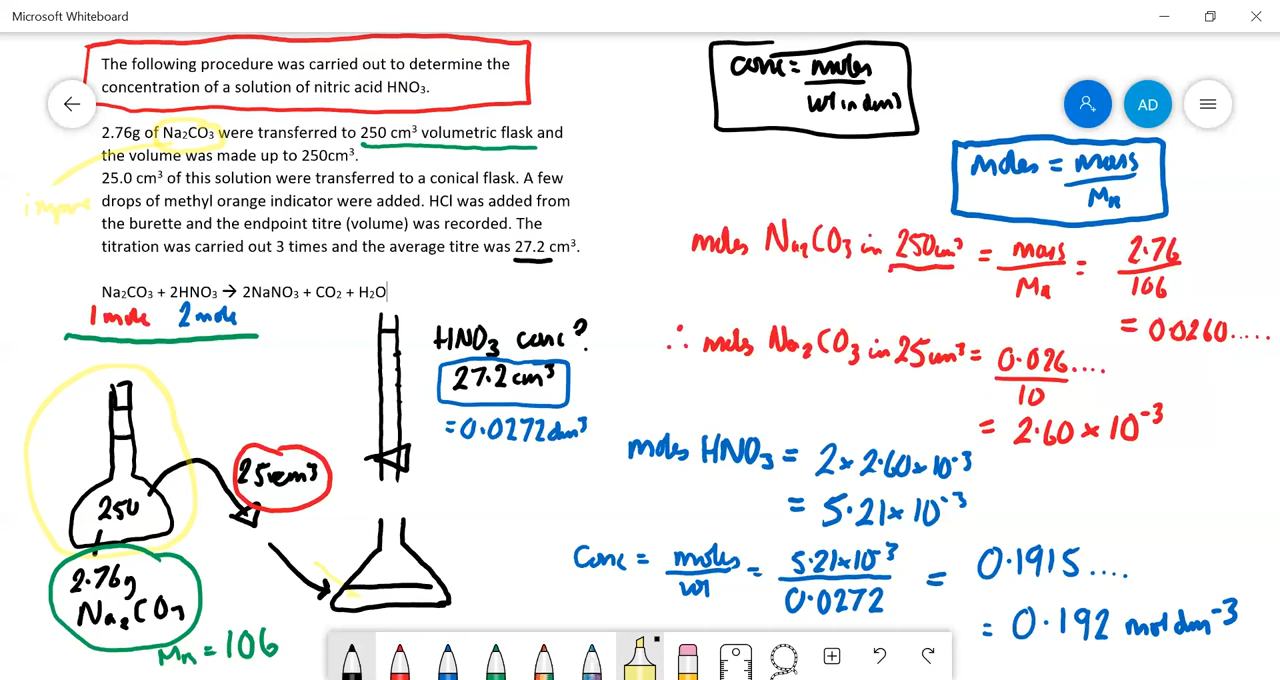 Microsoft Whiteboard
The following procedure was carried out to determine the
concentration of a solution of nitric acid HNO₃.
2.76g of Na₂CO₃ were transferred to 250 cm³ volumetric flask and
the volume was made up to 250cm³.
25.0 cm³ of this solution were transferred to a conical flask. A few
drops of methyl orange indicator were added. HCl was added from
the burette and the endpoint titre (volume) was recorded. The
titration was carried out 3 times and the average titre was 27.2 cm³.
Na₂CO₃ + 2HNO₃ → 2NaNO₃ + CO₂ + H₂O
1 mole 2 mole
impure
250
25cm³
2.76g
Na₂CO₃
Mr = 106
HNO₃ conc?
27.2cm³
= 0.0272dm³
conc = moles
vol in dm³
AD
moles = mass
Mr
moles Na₂CO₃ in 250cm³ = mass = 2.76
Mr 106
= 0.0260.....
∴ moles Na₂CO₃ in 25cm³ = 0.026....
10
= 2.60 × 10⁻³
moles HNO₃ = 2 × 2.60 × 10⁻³
= 5.21 × 10⁻³
Conc = moles = 5.21 × 10⁻³ = 0.1915....
vol 0.0272
= 0.192 mol dm⁻³